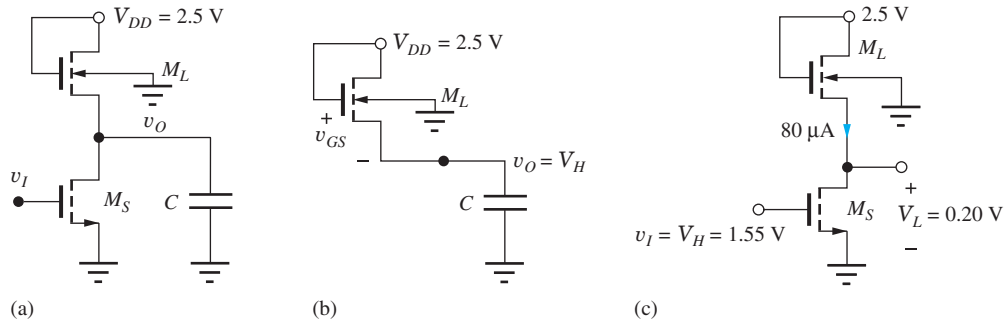 V_DD = 2.5 V
M_L
v_O
v_I
M_S
C
(a)
V_DD = 2.5 V
M_L
+
v_GS
–
v_O = V_H
C
(b)
2.5 V
M_L
80 µA
M_S
+
V_L = 0.20 V
–
v_I = V_H = 1.55 V
(c)